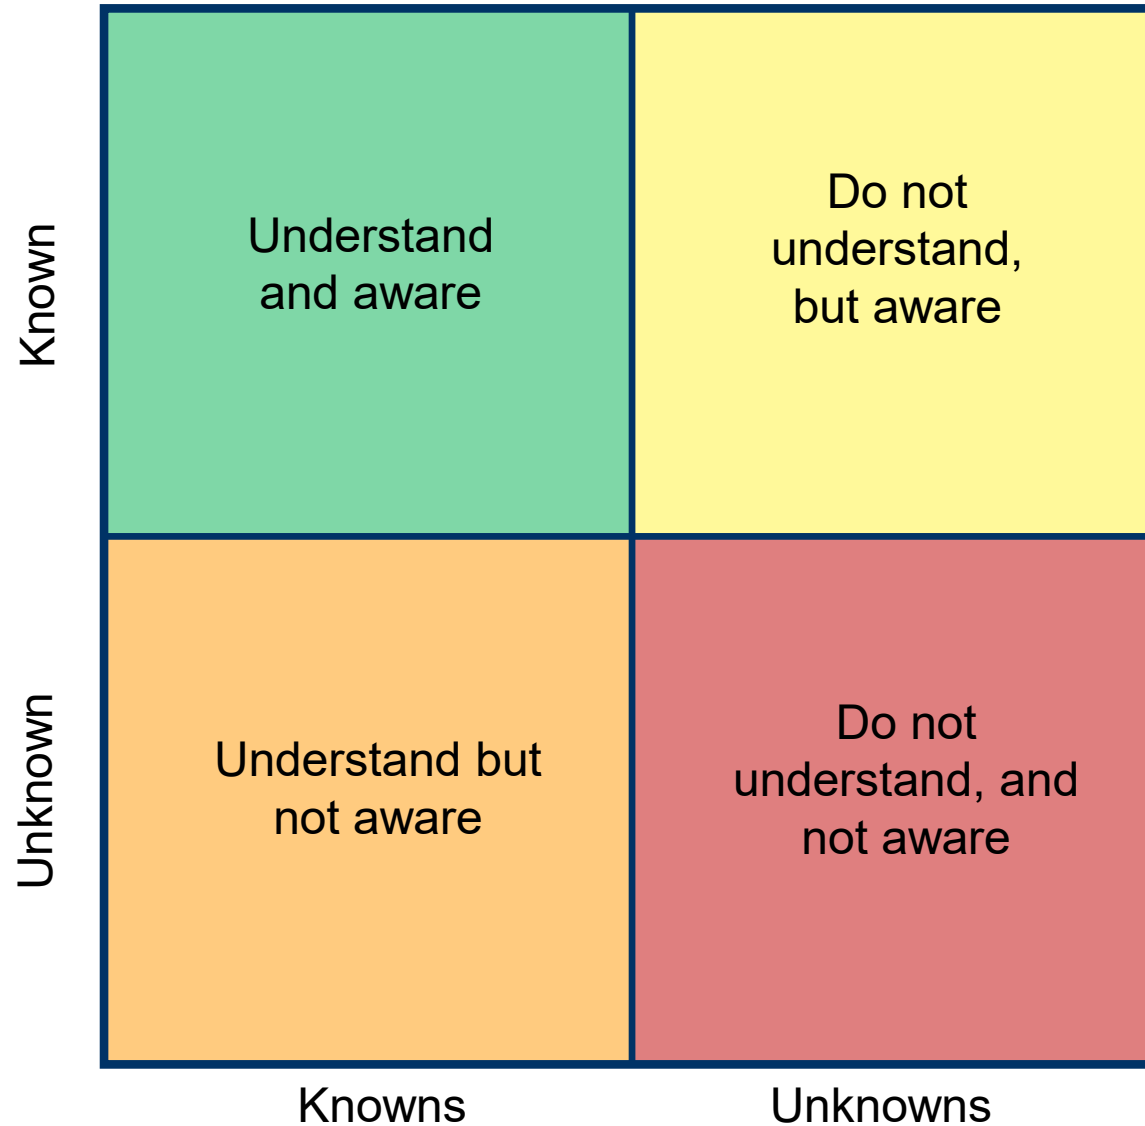 Known
Understand
and aware
Do not
understand,
but aware
Unknown
Understand but
not aware
Do not
understand, and
not aware
Knowns
Unknowns